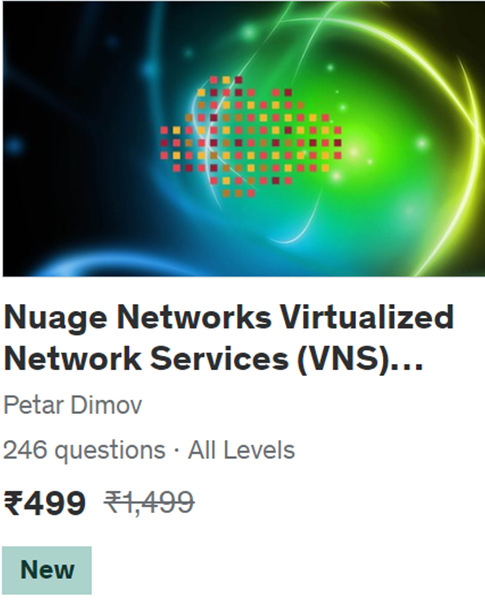 Nuage Networks Virtualized
Network Services (VNS)...
Petar Dimov
246 questions · All Levels
₹499 ₹1,499
New